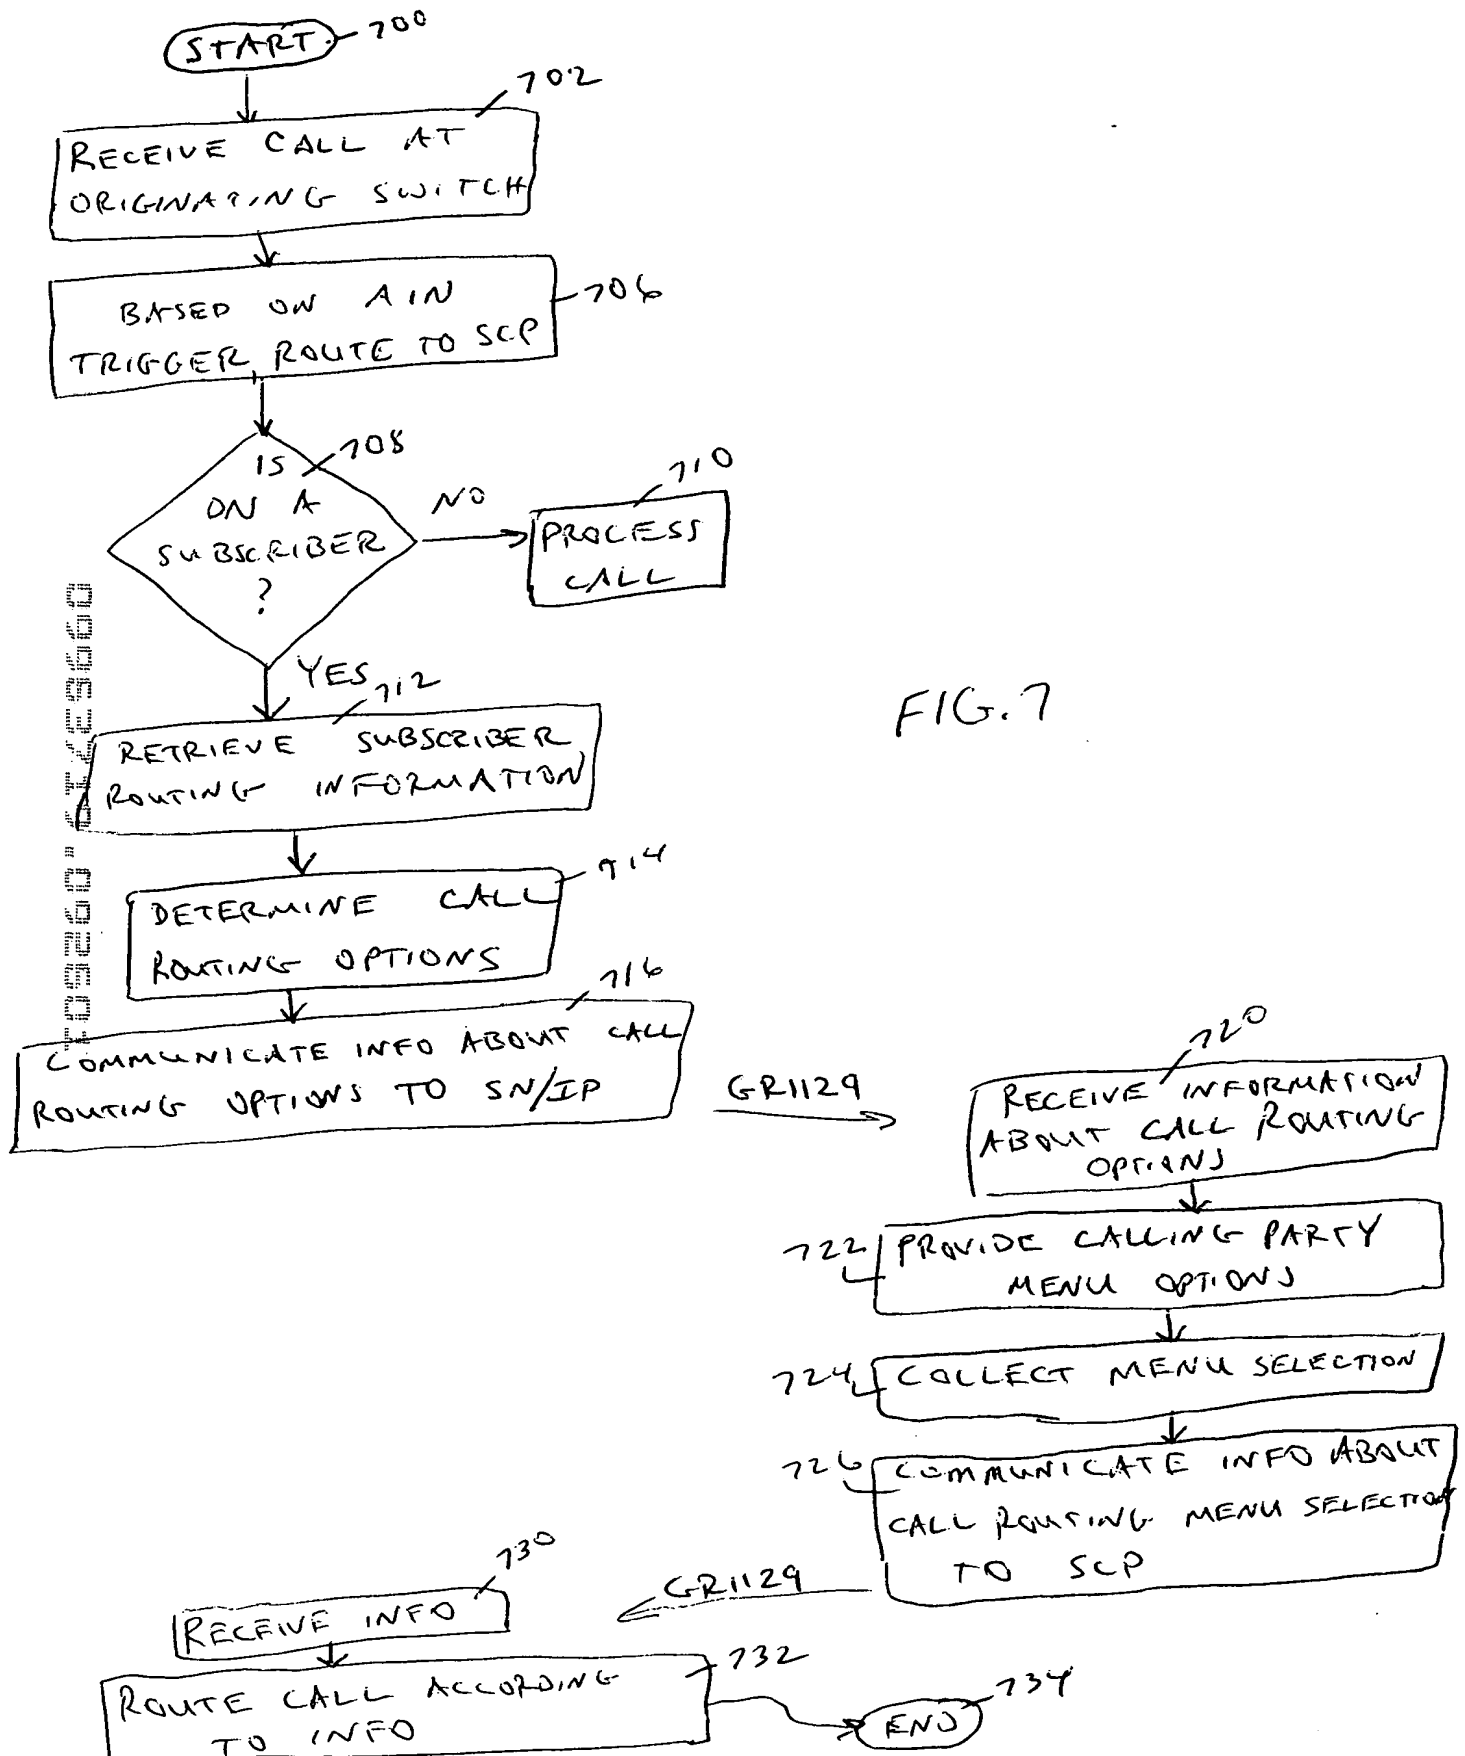 START
700
702
RECEIVE CALL AT
ORIGINATING SWITCH
BASED ON AIN
TRIGGER, ROUTE TO SCP
706
IS
708
ON A
SUBSCRIBER
?
NO
710
PROCESS
CALL
YES
712
RETRIEVE SUBSCRIBER
ROUTING INFORMATION
FIG. 7
714
DETERMINE CALL
ROUTING OPTIONS
716
COMMUNICATE INFO ABOUT CALL
ROUTING OPTIONS TO SN/IP
GR1129
720
RECEIVE INFORMATION
ABOUT CALL ROUTING
OPTIONS
722
PROVIDE CALLING PARTY
MENU OPTIONS
724
COLLECT MENU SELECTION
726
COMMUNICATE INFO ABOUT
CALL ROUTING MENU SELECTION
TO SCP
GR1129
730
RECEIVE INFO
732
ROUTE CALL ACCORDING
TO INFO
END
734